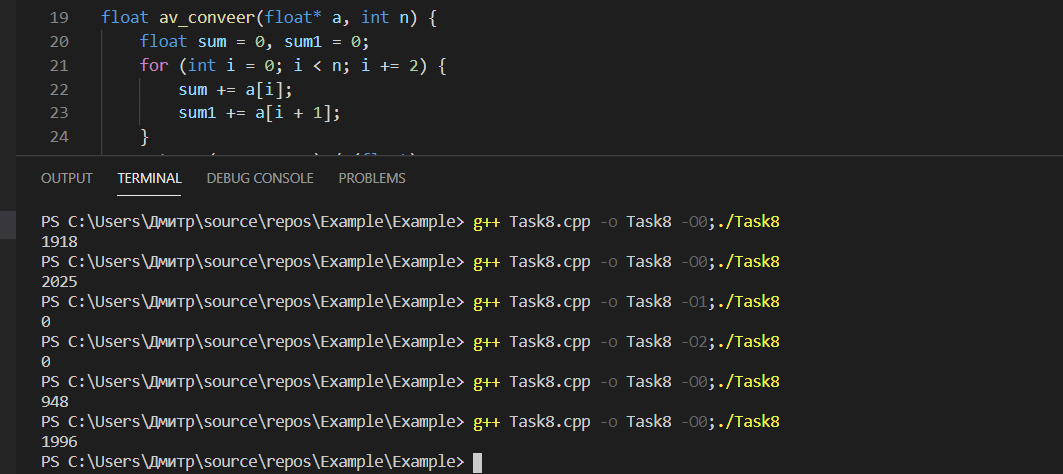 19 float av_conveer(float* a, int n) {
20 float sum = 0, sum1 = 0;
21 for (int i = 0; i < n; i += 2) {
22 sum += a[i];
23 sum1 += a[i + 1];
24 }
OUTPUT TERMINAL DEBUG CONSOLE PROBLEMS
PS C:\Users\Дмитр\source\repos\Example\Example> g++ Task8.cpp -o Task8 -O0;./Task8
1918
PS C:\Users\Дмитр\source\repos\Example\Example> g++ Task8.cpp -o Task8 -O0;./Task8
2025
PS C:\Users\Дмитр\source\repos\Example\Example> g++ Task8.cpp -o Task8 -O1;./Task8
0
PS C:\Users\Дмитр\source\repos\Example\Example> g++ Task8.cpp -o Task8 -O2;./Task8
0
PS C:\Users\Дмитр\source\repos\Example\Example> g++ Task8.cpp -o Task8 -O0;./Task8
948
PS C:\Users\Дмитр\source\repos\Example\Example> g++ Task8.cpp -o Task8 -O0;./Task8
1996
PS C:\Users\Дмитр\source\repos\Example\Example>